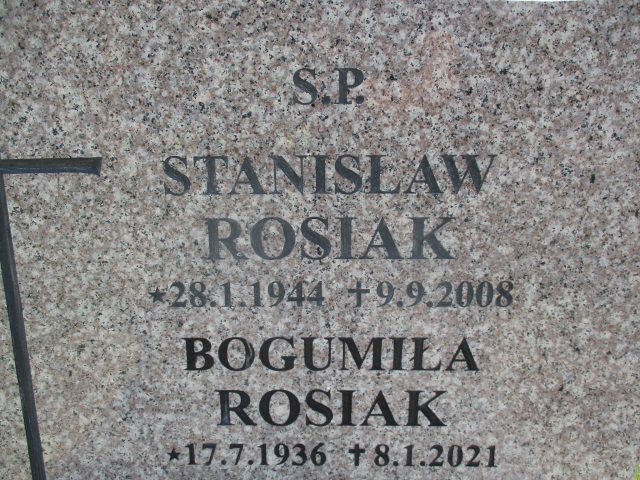 S.P.
STANISŁAW
ROSIAK
★28.1.1944 ✝9.9.2008
BOGUMIŁA
ROSIAK
★17.7.1936 ✝8.1.2021